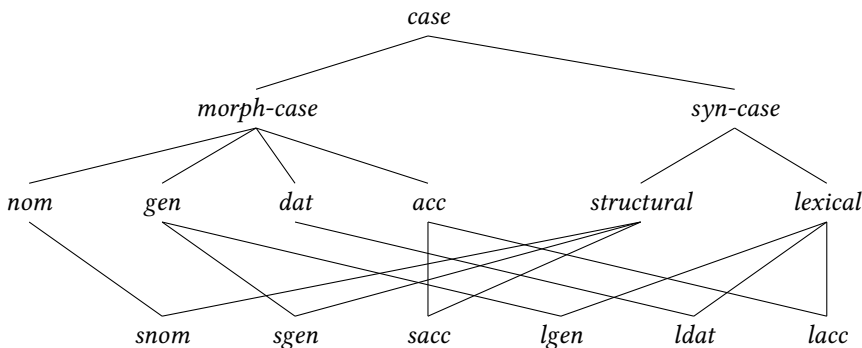 case
morph-case syn-case
nom gen dat acc structural lexical
snom sgen sacc lgen ldat lacc